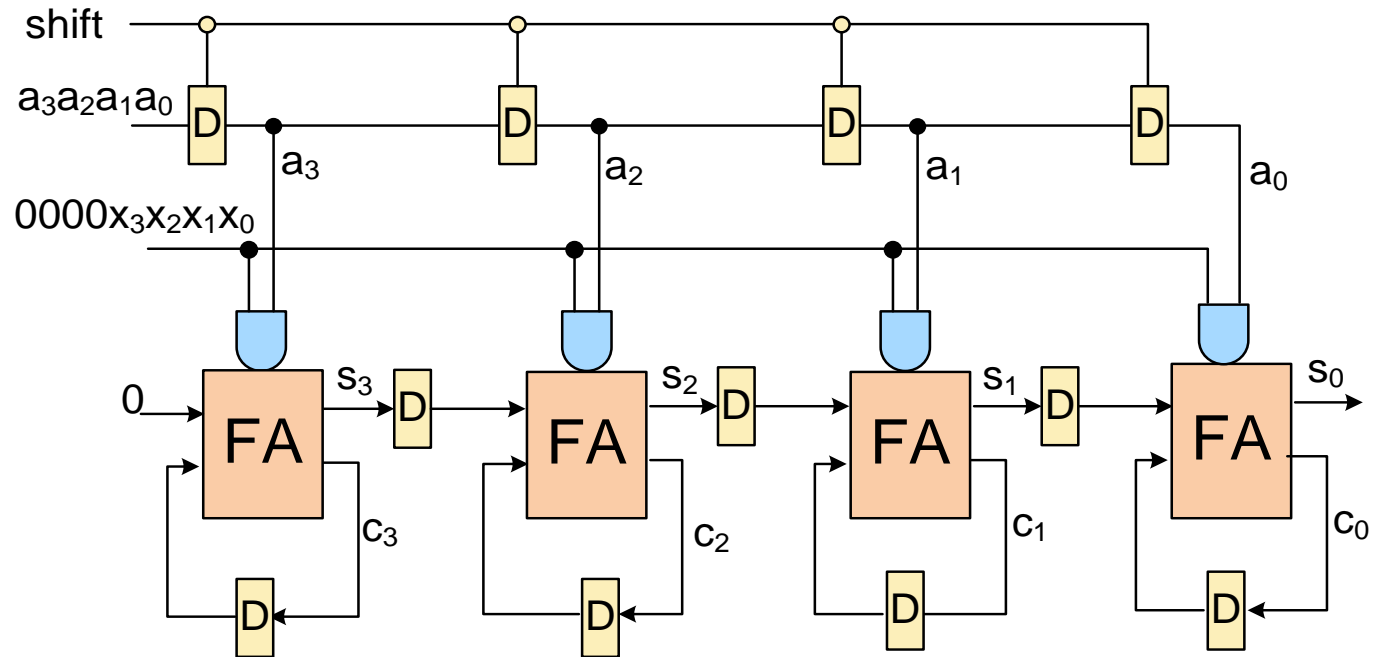 shift
a₃a₂a₁a₀
D D D D
a₃ a₂ a₁ a₀
0000x₃x₂x₁x₀
0 FA s₃ D FA s₂ D FA s₁ D FA s₀
c₃ c₂ c₁ c₀
D D D D